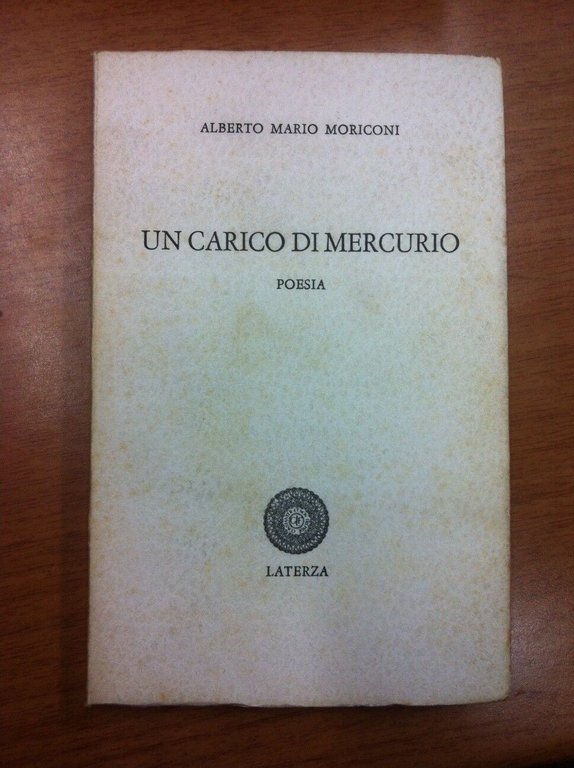 ALBERTO MARIO MORICONI
UN CARICO DI MERCURIO
POESIA
LATERZA